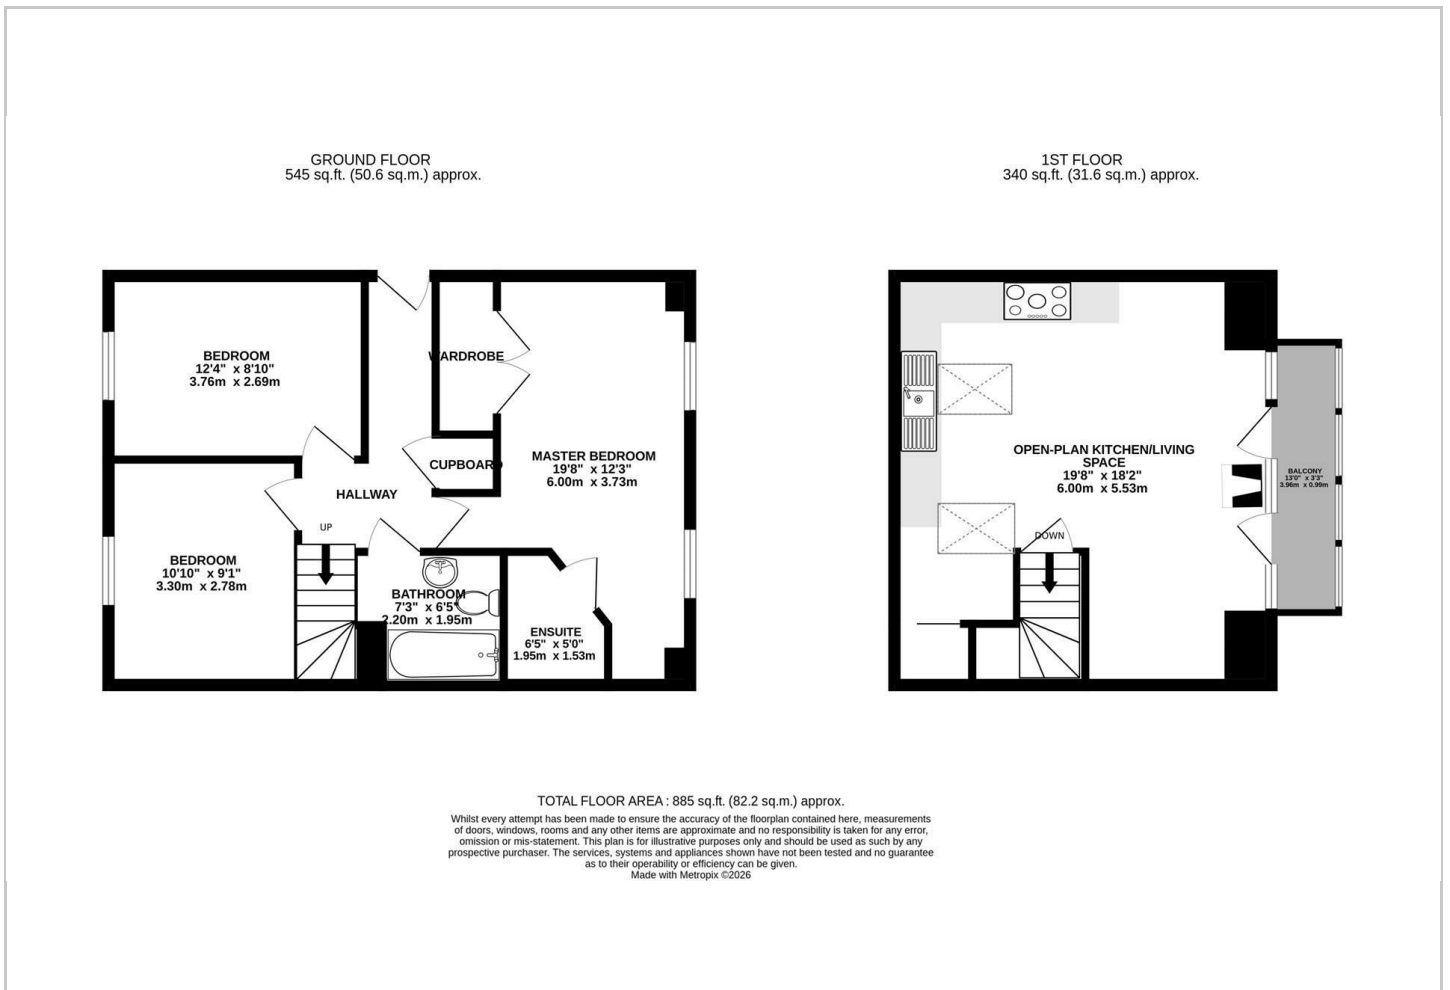 GROUND FLOOR
545 sq.ft. (50.6 sq.m.) approx.
1ST FLOOR
340 sq.ft. (31.6 sq.m.) approx.
BEDROOM
12'4" x 8'10"
3.76m x 2.69m
WARDROBE
CUPBOARD
MASTER BEDROOM
19'8" x 12'3"
6.00m x 3.73m
HALLWAY
UP
BEDROOM
10'10" x 9'1"
3.30m x 2.78m
BATHROOM
7'3" x 6'5"
2.20m x 1.95m
ENSUITE
6'5" x 5'0"
1.95m x 1.53m
OPEN-PLAN KITCHEN/LIVING
SPACE
19'8" x 18'2"
6.00m x 5.53m
BALCONY
13'0" x 3'3"
3.96m x 0.99m
DOWN
TOTAL FLOOR AREA : 885 sq.ft. (82.2 sq.m.) approx.
Whilst every attempt has been made to ensure the accuracy of the floorplan contained here, measurements
of doors, windows, rooms and any other items are approximate and no responsibility is taken for any error,
omission or mis-statement. This plan is for illustrative purposes only and should be used as such by any
prospective purchaser. The services, systems and appliances shown have not been tested and no guarantee
as to their operability or efficiency can be given.
Made with Metropix ©2026